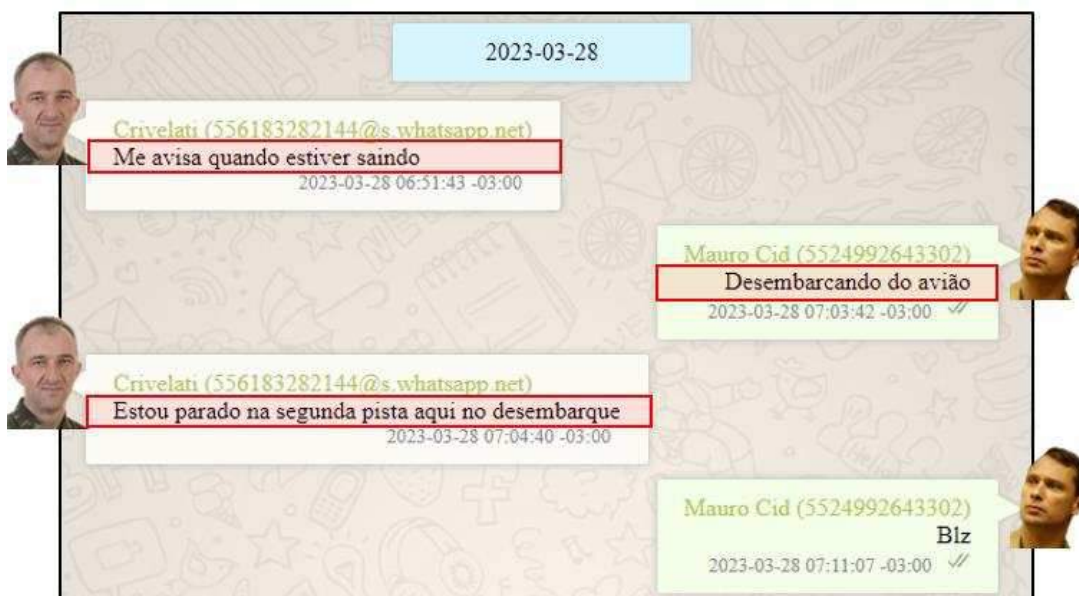 2023-03-28
Crivelati (556183282144@s.whatsapp.net)
Me avisa quando estiver saindo
2023-03-28 06:51:43 -03:00
Mauro Cid (5524992643302)
Desembarcando do avião
2023-03-28 07:03:42 -03:00
Crivelati (556183282144@s.whatsapp.net)
Estou parado na segunda pista aqui no desembarque
2023-03-28 07:04:40 -03:00
Mauro Cid (5524992643302)
Blz
2023-03-28 07:11:07 -03:00